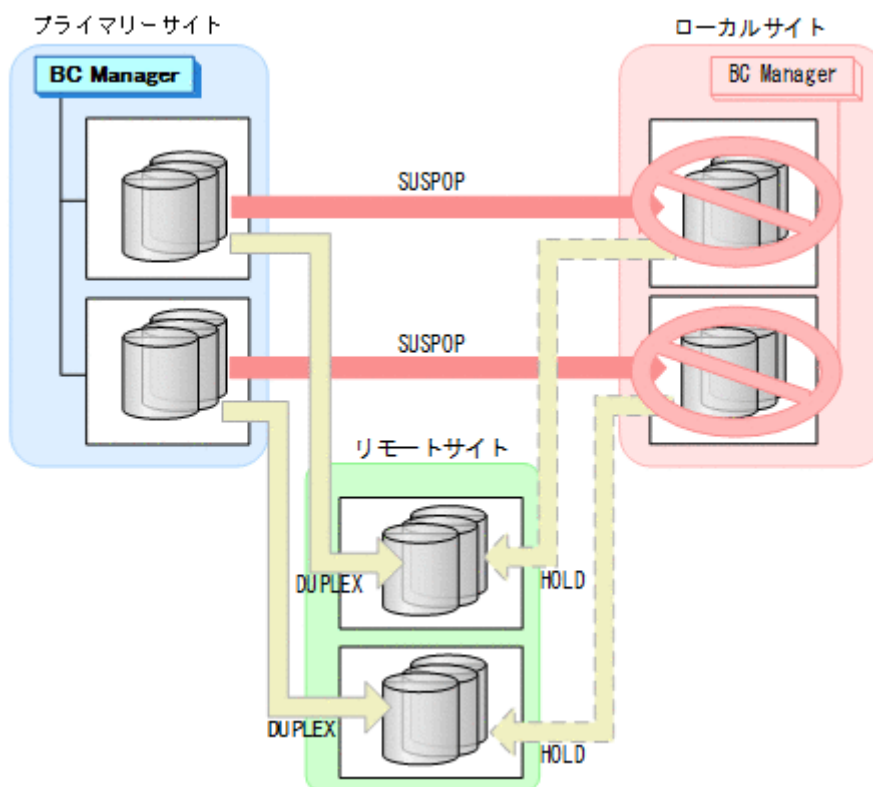 プライマリーサイト
ローカルサイト
BC Manager
BC Manager
SUSPOP
SUSPOP
リモートサイト
DUPLEX
HOLD
DUPLEX
HOLD